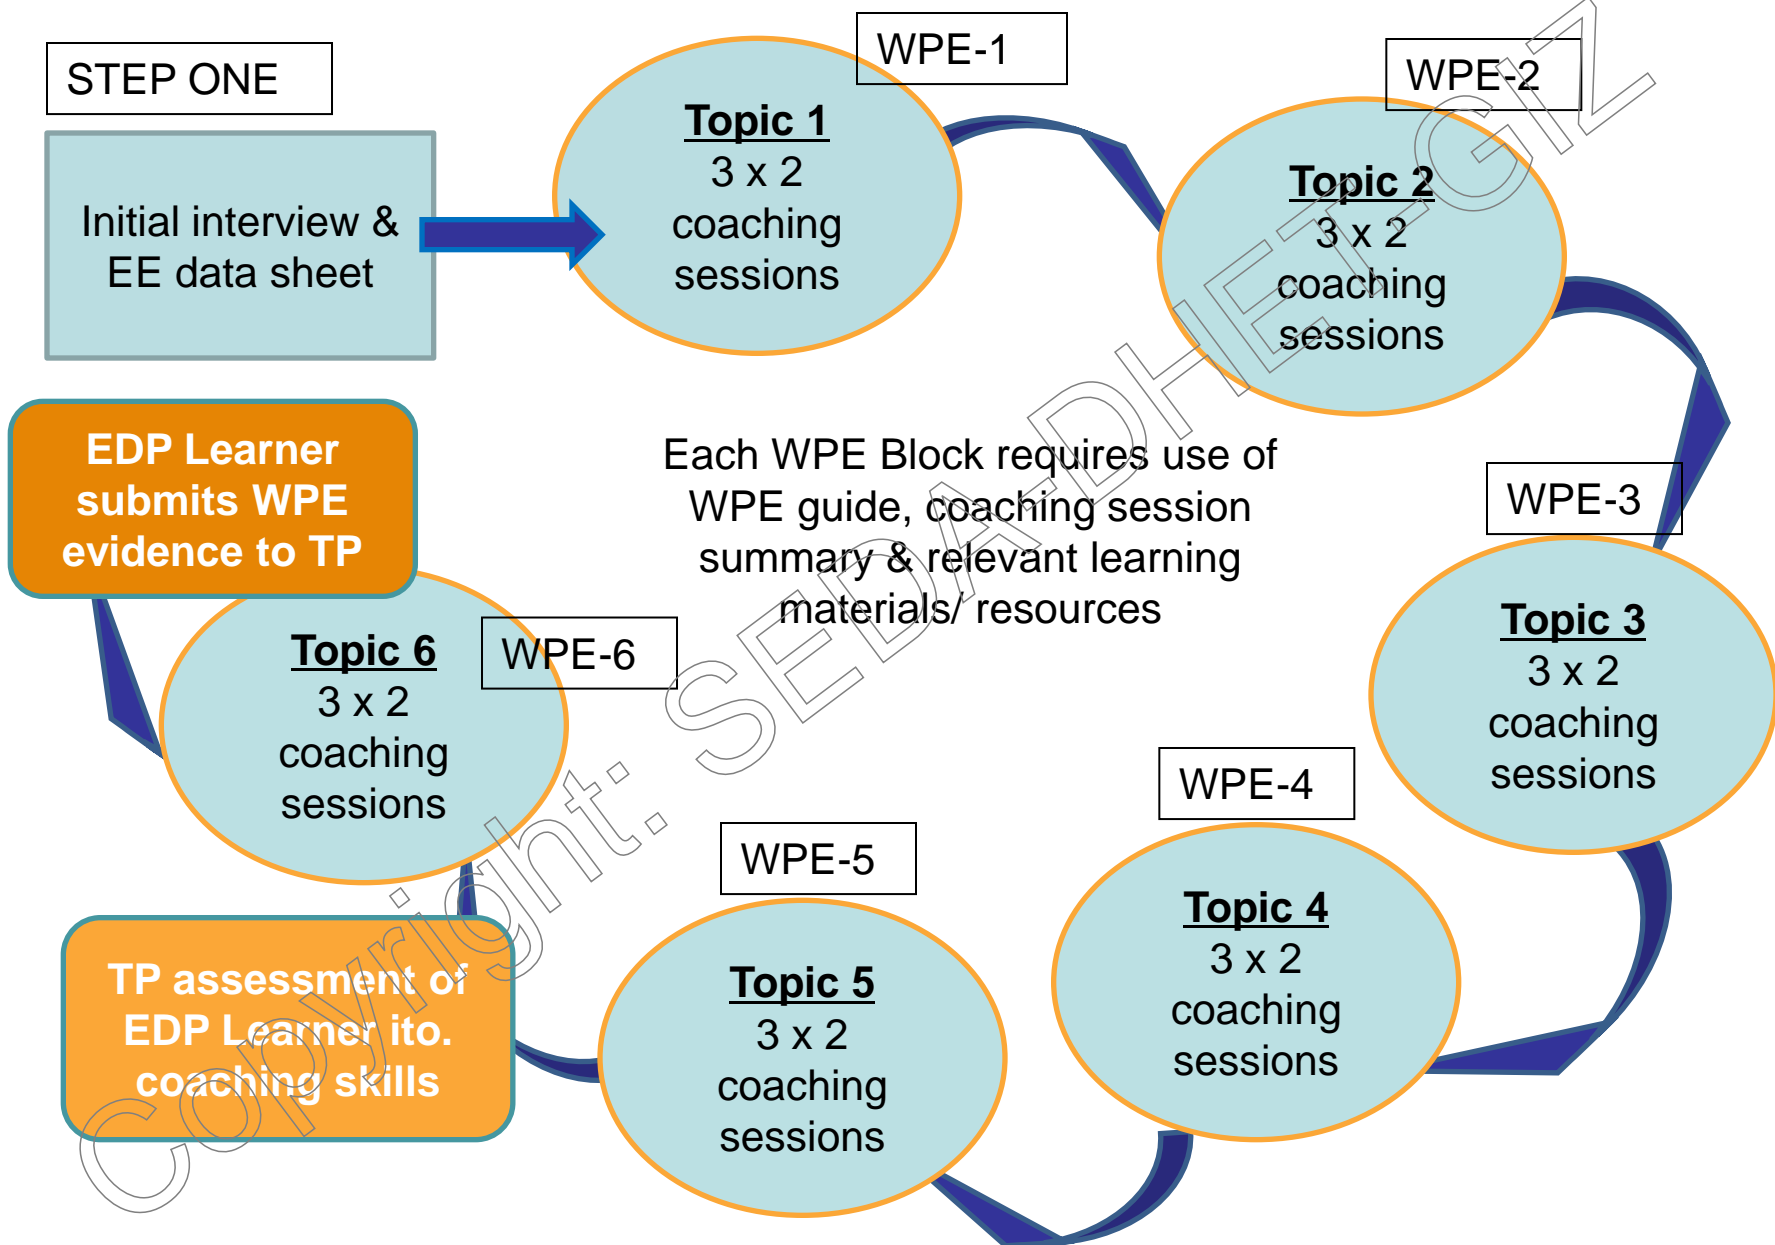 STEP ONE
Initial interview &
EE data sheet
WPE-1
Topic 1
3 x 2
coaching
sessions
WPE-2
Topic 2
3 x 2
coaching
sessions
WPE-3
Topic 3
3 x 2
coaching
sessions
WPE-4
Topic 4
3 x 2
coaching
sessions
WPE-5
Topic 5
3 x 2
coaching
sessions
TP assessment of
EDP Learner ito.
coaching skills
WPE-6
Topic 6
3 x 2
coaching
sessions
EDP Learner
submits WPE
evidence to TP
Each WPE Block requires use of
WPE guide, coaching session
summary & relevant learning
materials/ resources
Copyright: SEDA-DHET-GIZ